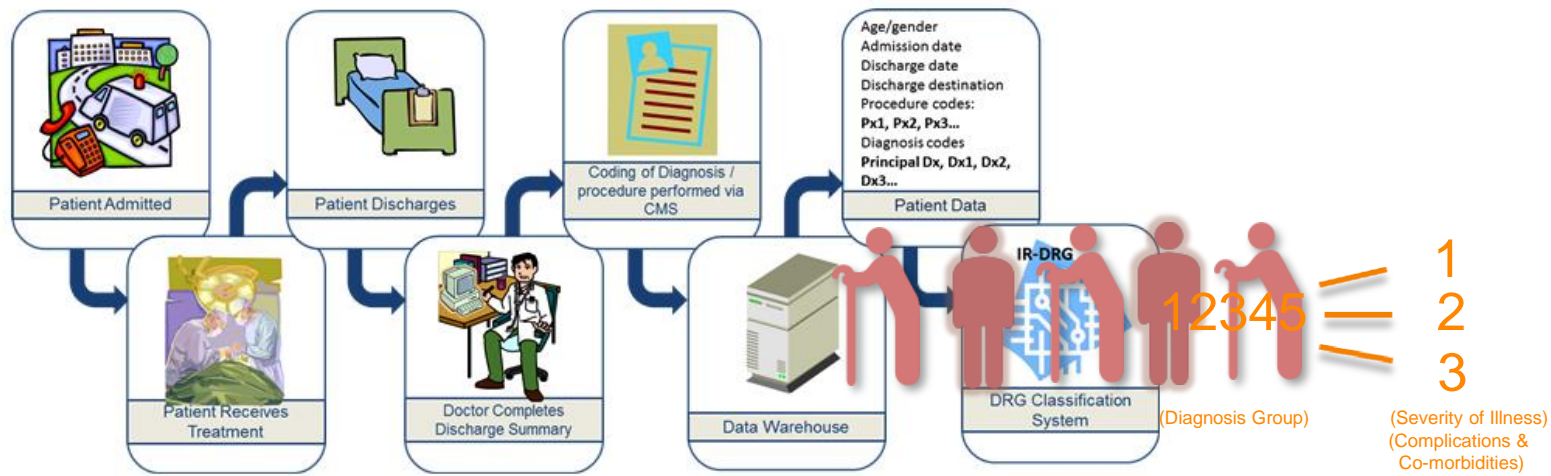 Patient Admitted
Patient Receives
Treatment
Patient Discharges
Doctor Completes
Discharge Summary
Coding of Diagnosis /
procedure performed via
CMS
Data Warehouse
Age/gender
Admission date
Discharge date
Discharge destination
Procedure codes:
Px1, Px2, Px3...
Diagnosis codes
Principal Dx, Dx1, Dx2,
Dx3...
Patient Data
IR-DRG
DRG Classification
System
12345
(Diagnosis Group)
1
2
3
(Severity of Illness)
(Complications &
Co-morbidities)